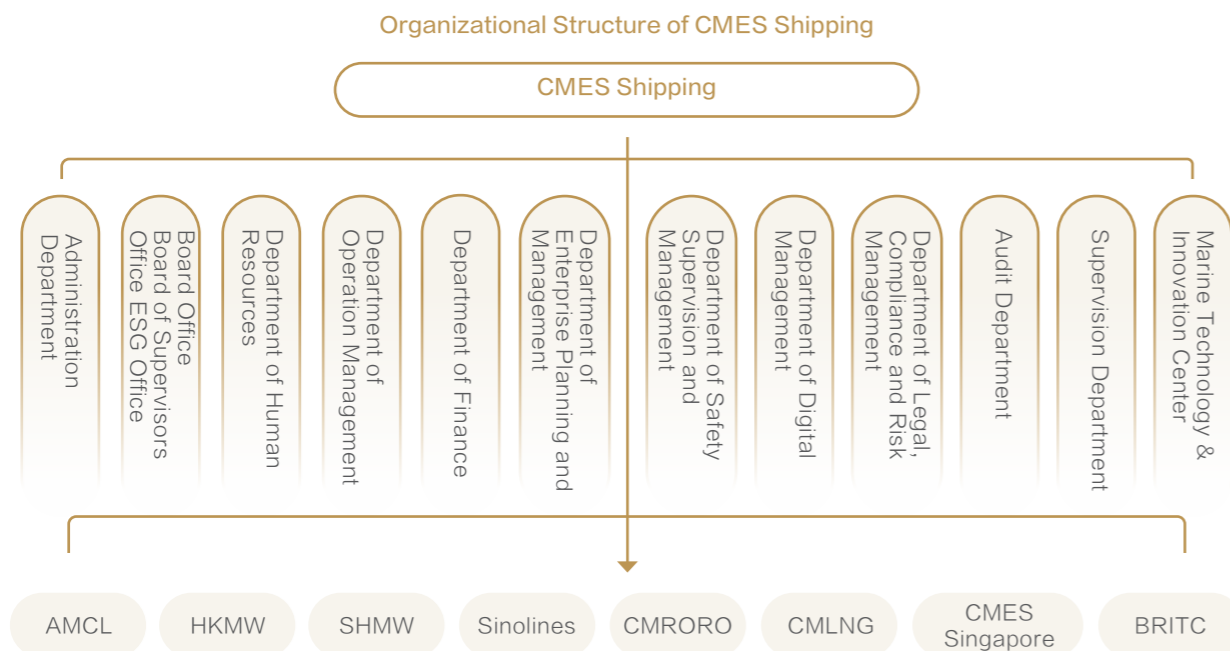 Organizational Structure of CMES Shipping
CMES Shipping
Administration
Department
Board Office
Board of Supervisors
Office ESG Office
Department of Human
Resources
Department of
Operation Management
Department of Finance
Department of
Enterprise Planning and
Management
Department of Safety
Supervision and
Management
Department of Digital
Management
Department of Legal,
Compliance and Risk
Management
Audit Department
Supervision Department
Marine Technology &
Innovation Center
AMCL
HKMW
SHMW
Sinolines
CMRORO
CMLNG
CMES
Singapore
BRITC